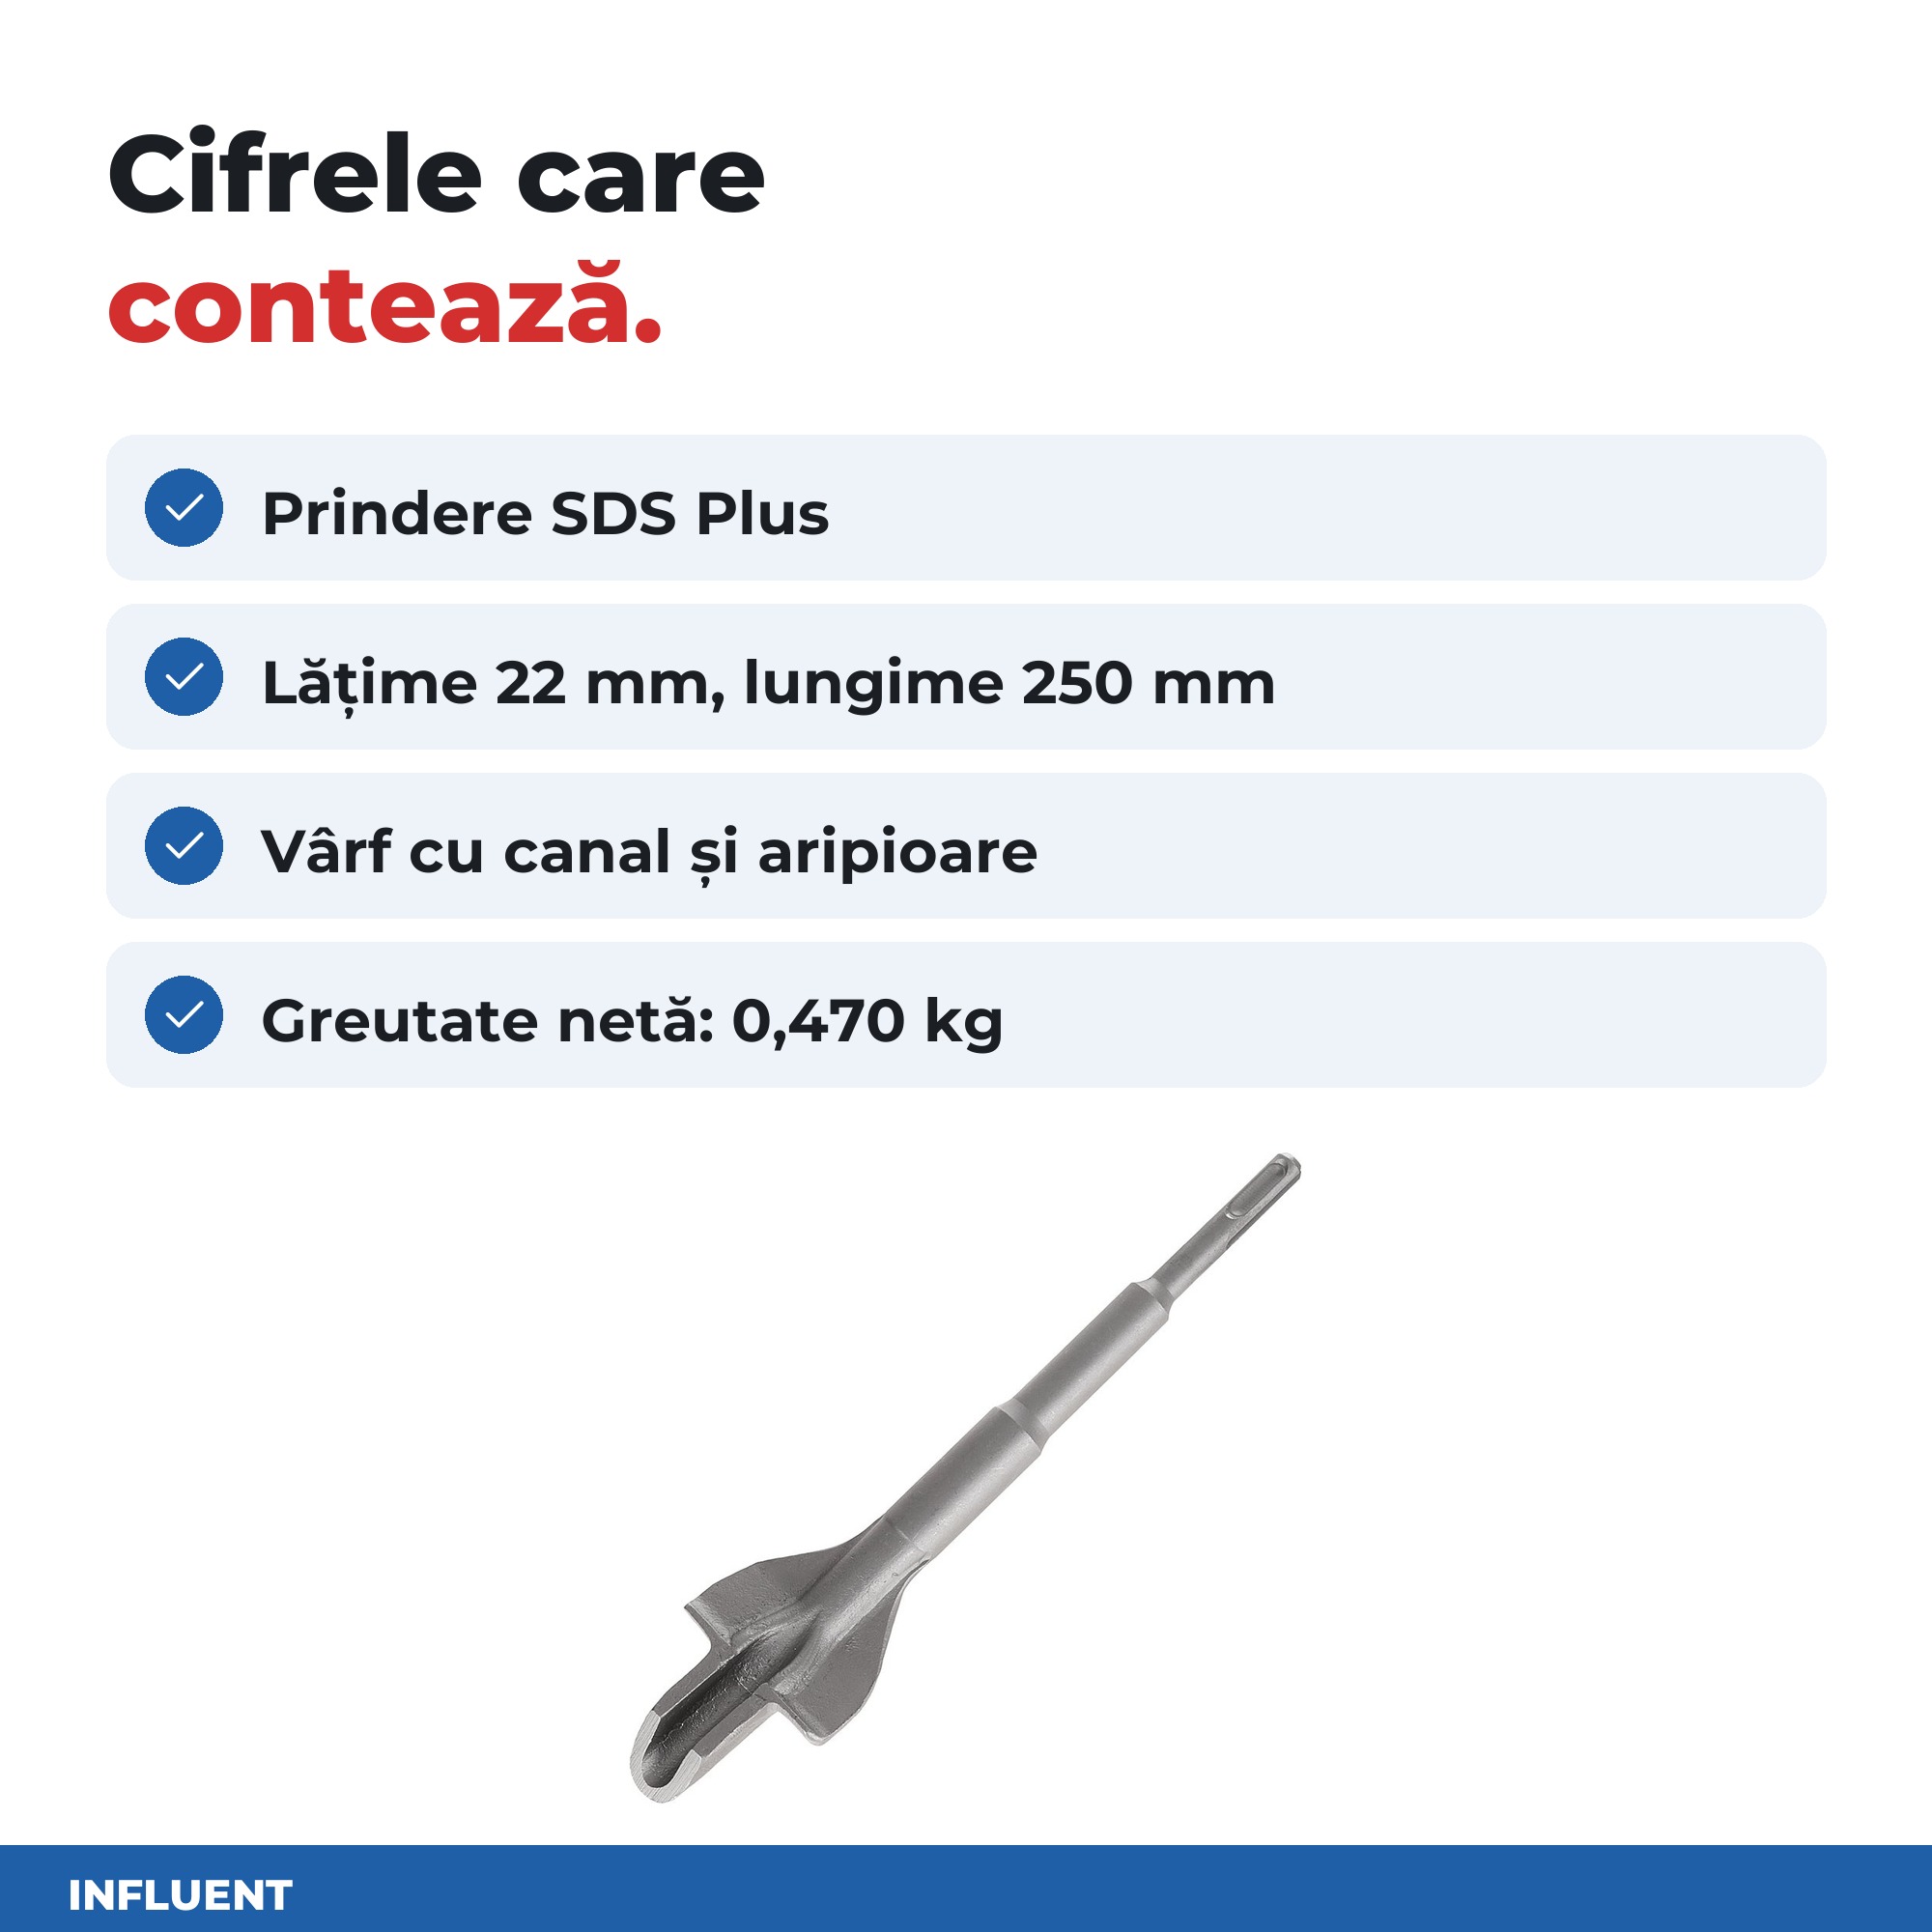 Cifrele care
contează.
Prindere SDS Plus
Lățime 22 mm, lungime 250 mm
Vârf cu canal și aripioare
Greutate netă: 0,470 kg
INFLUENT